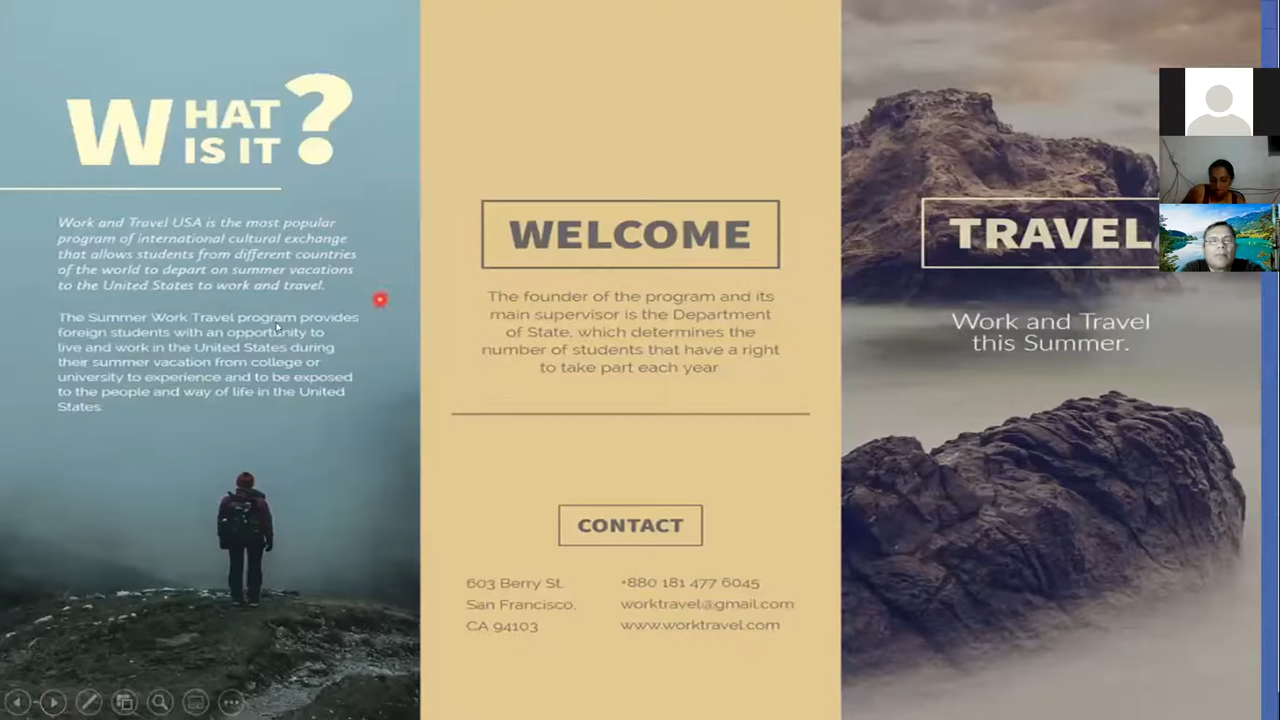 WHAT IS IT?
Work and Travel USA is the most popular
program of international cultural exchange
that allows students from different countries
of the world to depart on summer vacations
to the United States to work and travel.
The Summer Work Travel program provides
foreign students with an opportunity to
live and work in the United States during
their summer vacation from college or
university to experience and to be exposed
to the people and way of life in the United
States.
WELCOME
The founder of the program and its
main supervisor is the Department
of State, which determines the
number of students that have a right
to take part each year
CONTACT
603 Berry St.
San Francisco,
CA 94103
+880 181 477 6045
worktravel@gmail.com
www.worktravel.com
TRAVEL
Work and Travel
this Summer.